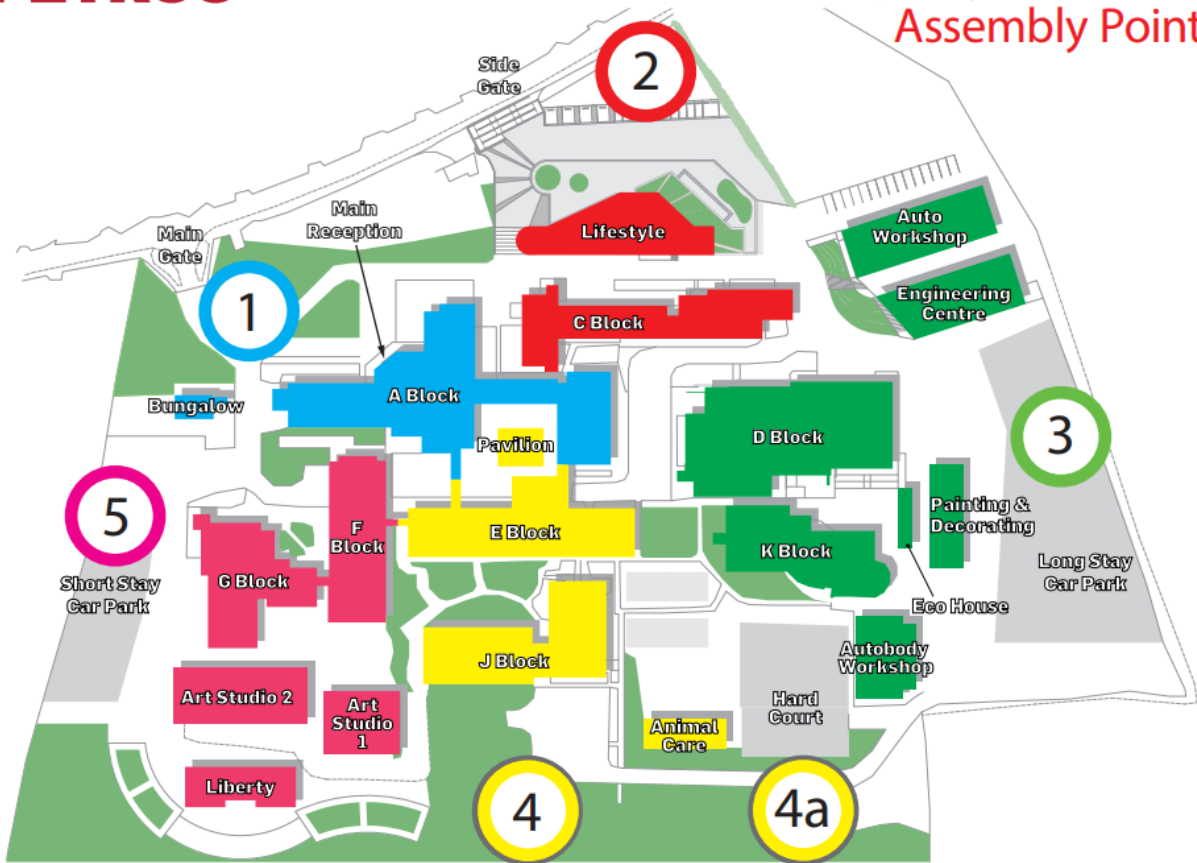 Assembly Point
2
Side
Gate
Main
Reception
Main
Gate
Lifestyle
Auto
Workshop
1
Engineering
Centre
C Block
A Block
Bungalow
Pavilion
D Block
3
5
F
Block
E Block
Painting &
Decorating
K Block
G Block
Short Stay
Car Park
Long Stay
Car Park
Eco House
J Block
Autobody
Workshop
Art Studio 2
Art
Studio
1
Hard
Court
Animal
Care
Liberty
4
4a